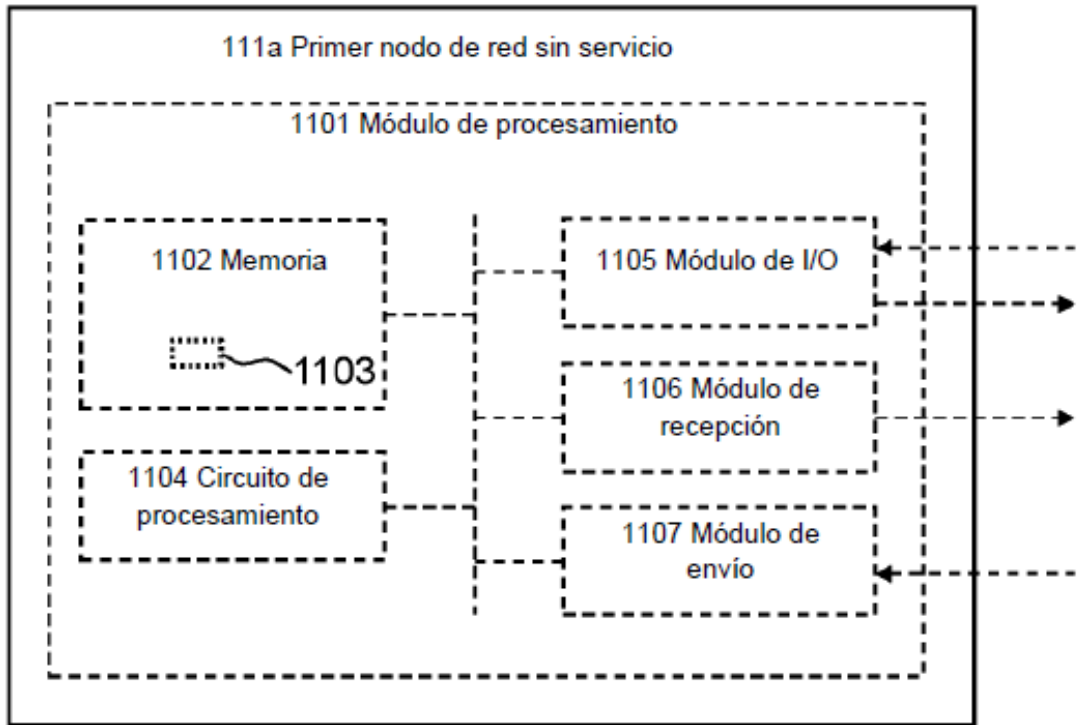 111a Primer nodo de red sin servicio
1101 Módulo de procesamiento
1102 Memoria
1103
1104 Circuito de
procesamiento
1105 Módulo de I/O
1106 Módulo de
recepción
1107 Módulo de
envío